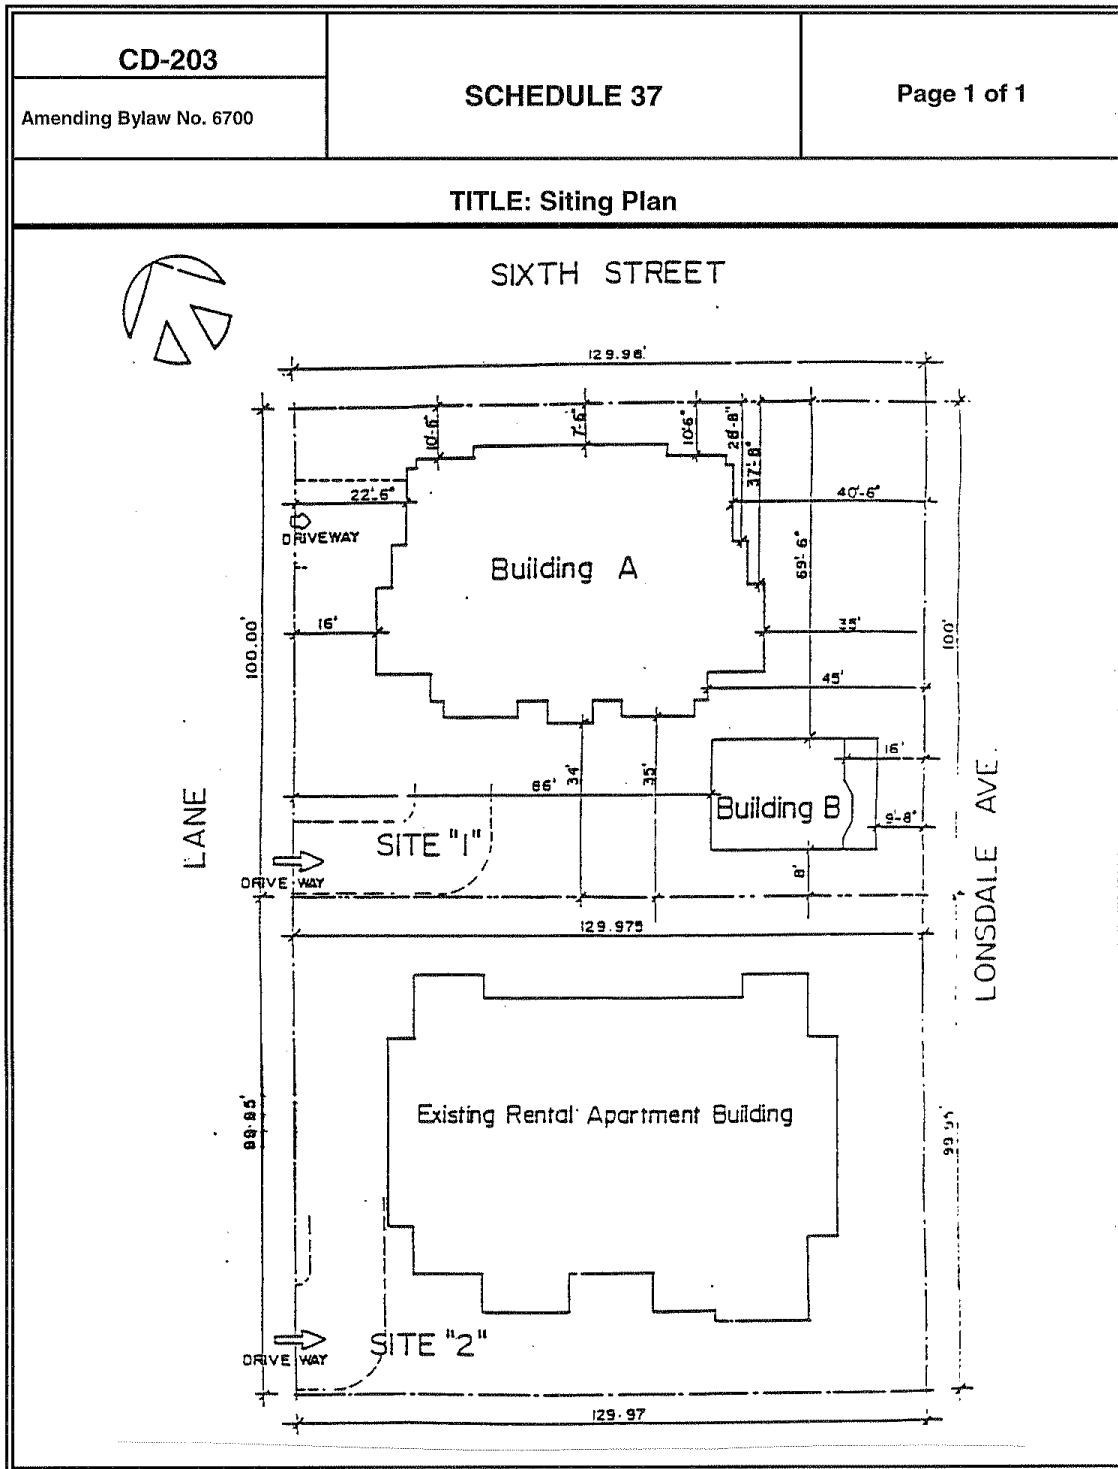 CD-203
Amending Bylaw No. 6700
SCHEDULE 37
Page 1 of 1
TITLE: Siting Plan
SIXTH STREET
129.96'
10'-6"
7'-6"
10'-6"
28'-8"
37'-8"
22'-6"
40'-6"
DRIVEWAY
Building A
69'-6"
16'
100.00'
100'
45'
16'
34'
35'
86'
Building B
9'-8"
LANE
SITE "1"
8'
DRIVE WAY
LONSDALE AVE.
129.975
Existing Rental Apartment Building
99.95'
SITE "2"
DRIVE WAY
129.97